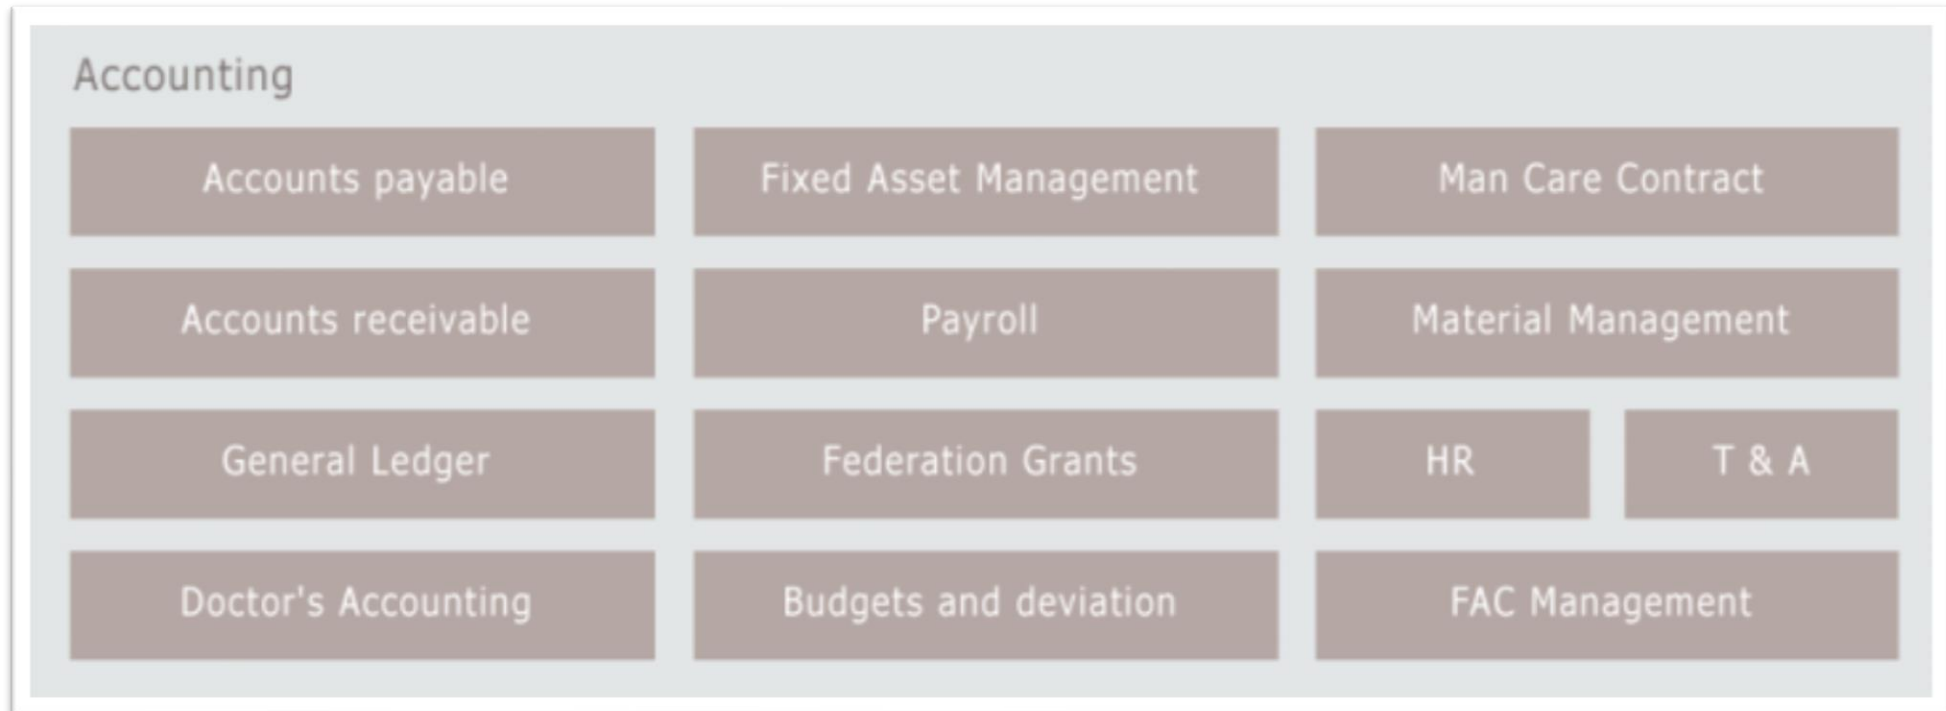 Accounting
Accounts payable
Fixed Asset Management
Man Care Contract
Accounts receivable
Payroll
Material Management
General Ledger
Federation Grants
HR
T & A
Doctor's Accounting
Budgets and deviation
FAC Management